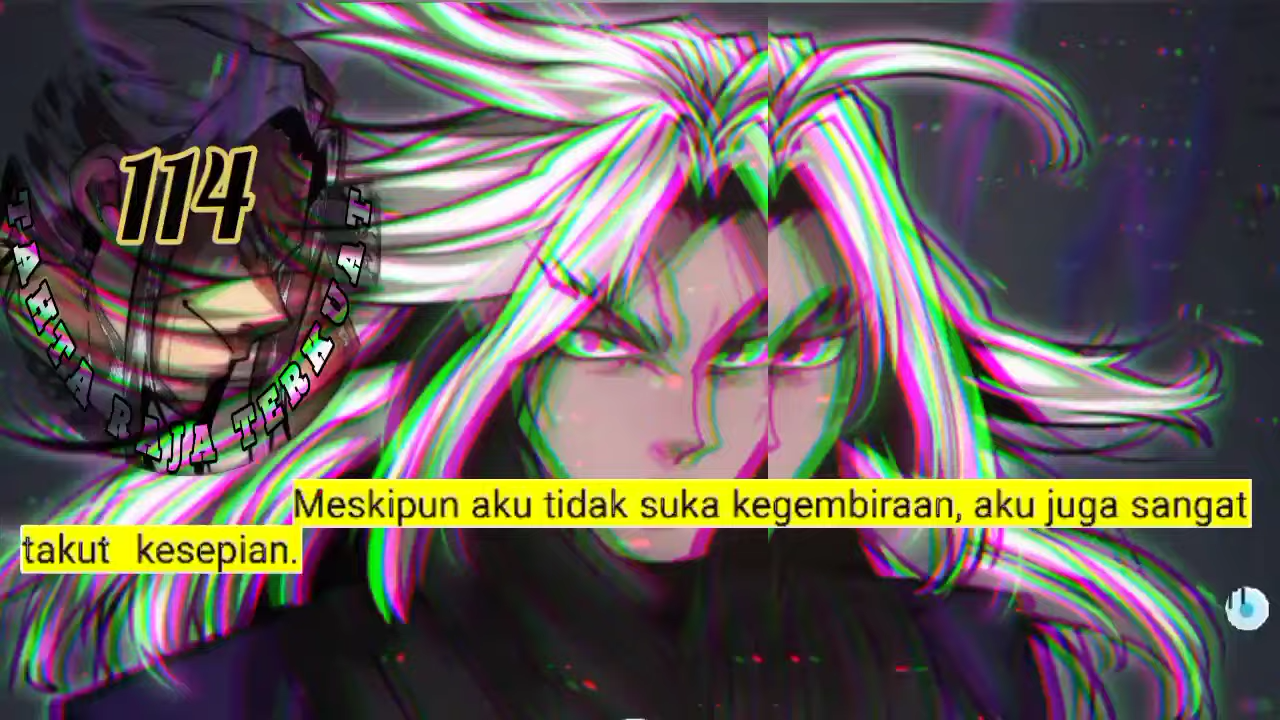 114
TAHTA RAJA TERKUAT
Meskipun aku tidak suka kegembiraan, aku juga sangat
takut kesepian.